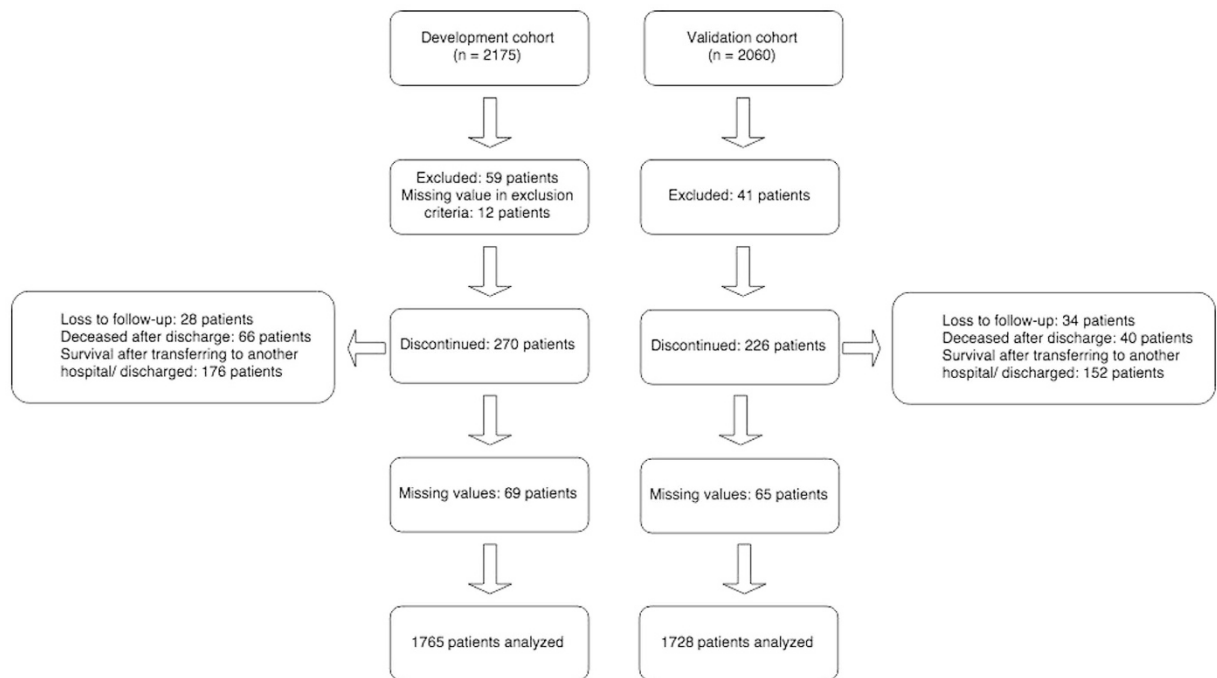 Development cohort
(n = 2175)
Validation cohort
(n = 2060)
Excluded: 59 patients
Missing value in exclusion
criteria: 12 patients
Excluded: 41 patients
Loss to follow-up: 28 patients
Deceased after discharge: 66 patients
Survival after transferring to another
hospital/ discharged: 176 patients
Discontinued: 270 patients
Discontinued: 226 patients
Loss to follow-up: 34 patients
Deceased after discharge: 40 patients
Survival after transferring to another
hospital/ discharged: 152 patients
Missing values: 69 patients
Missing values: 65 patients
1765 patients analyzed
1728 patients analyzed